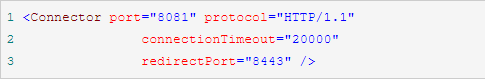 1 <Connector port="8081" protocol="HTTP/1.1"
2 connectionTimeout="20000"
3 redirectPort="8443" />